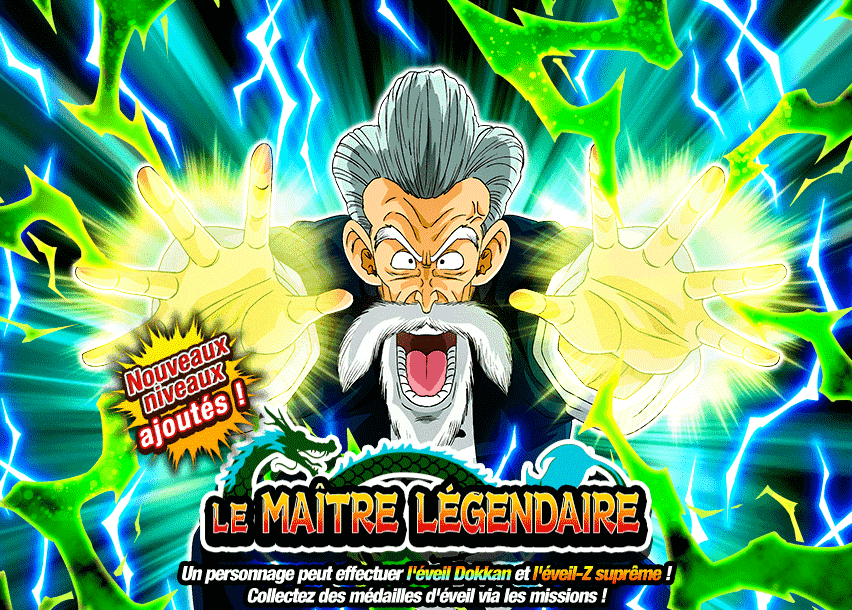 Nouveaux
niveaux
ajoutés !
LE MAÎTRE LÉGENDAIRE
Un personnage peut effectuer l'éveil Dokkan et l'éveil-Z suprême !
Collectez des médailles d'éveil via les missions !